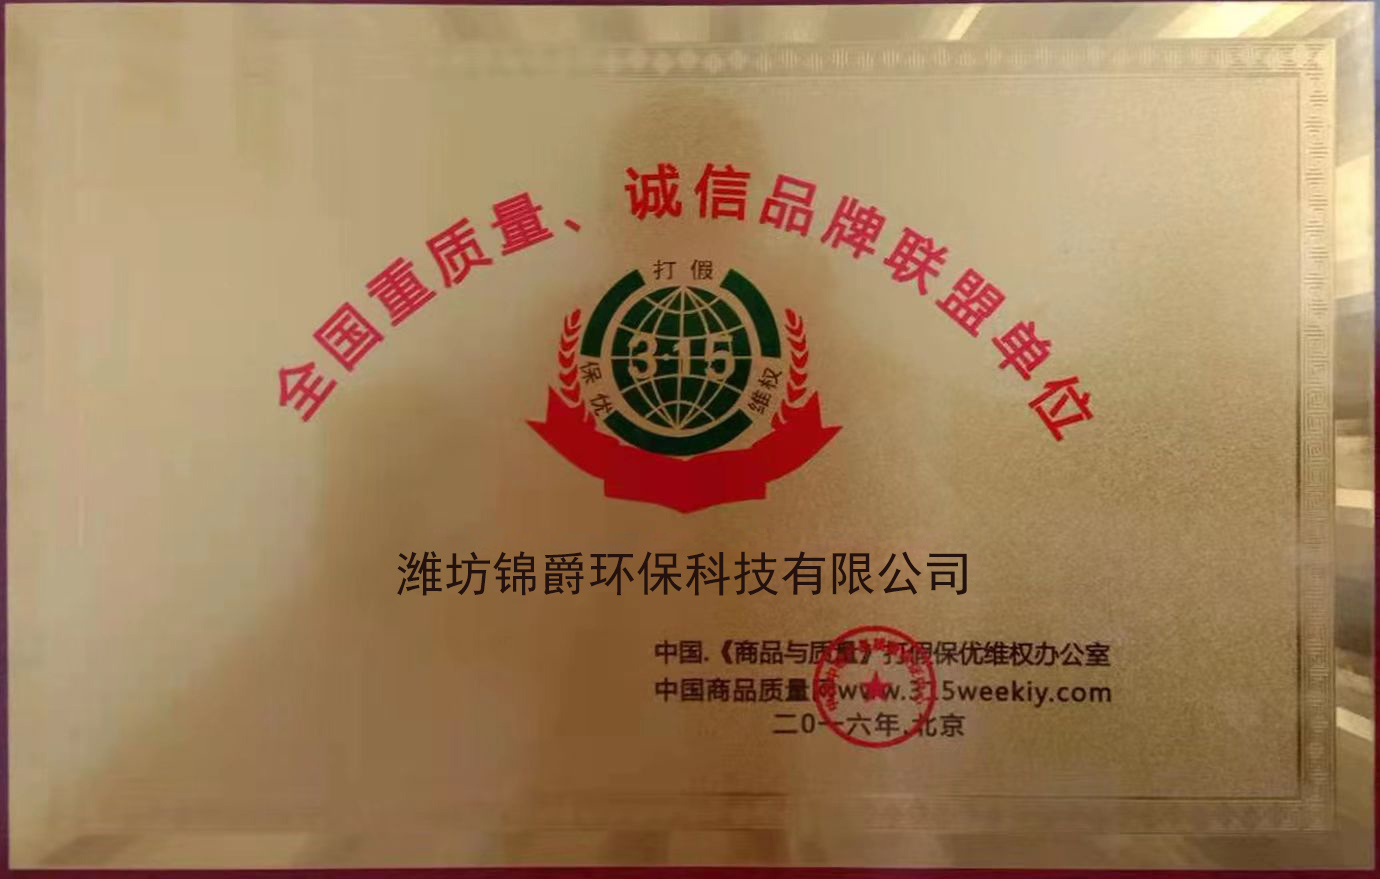 全国重质量、诚信品牌联盟单位
打假
3·15
保优
維权
潍坊锦爵环保科技有限公司
中国.《商品与质量》打假保优维权办公室
中国商品质量网www.315weekiy.com
二0一六年.北京